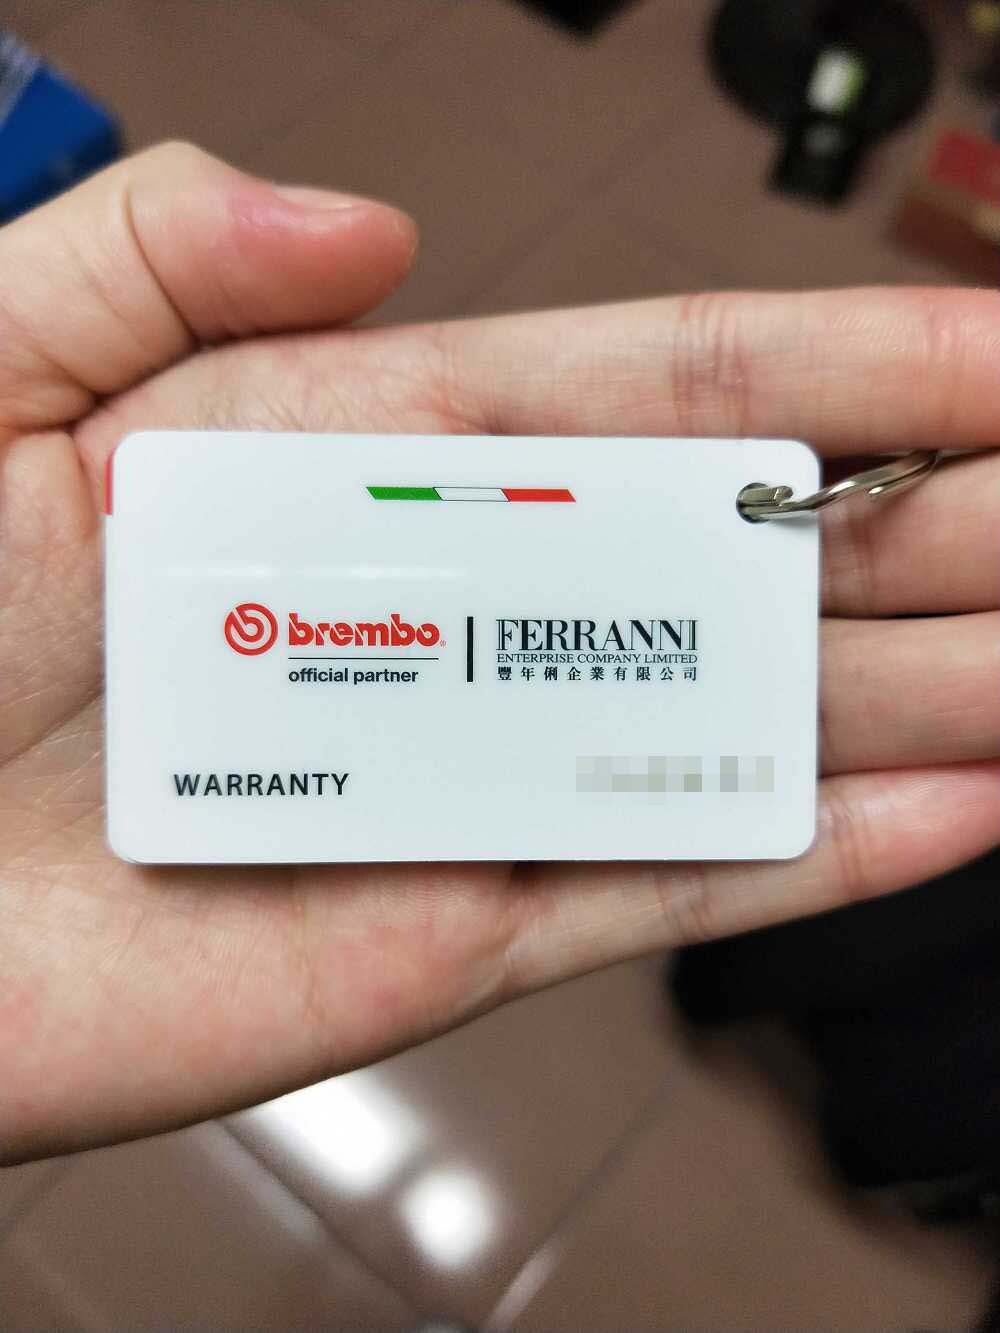 brembo
official partner
FERRANNI
ENTERPRISE COMPANY LIMITED
豐年俐企業有限公司
WARRANTY